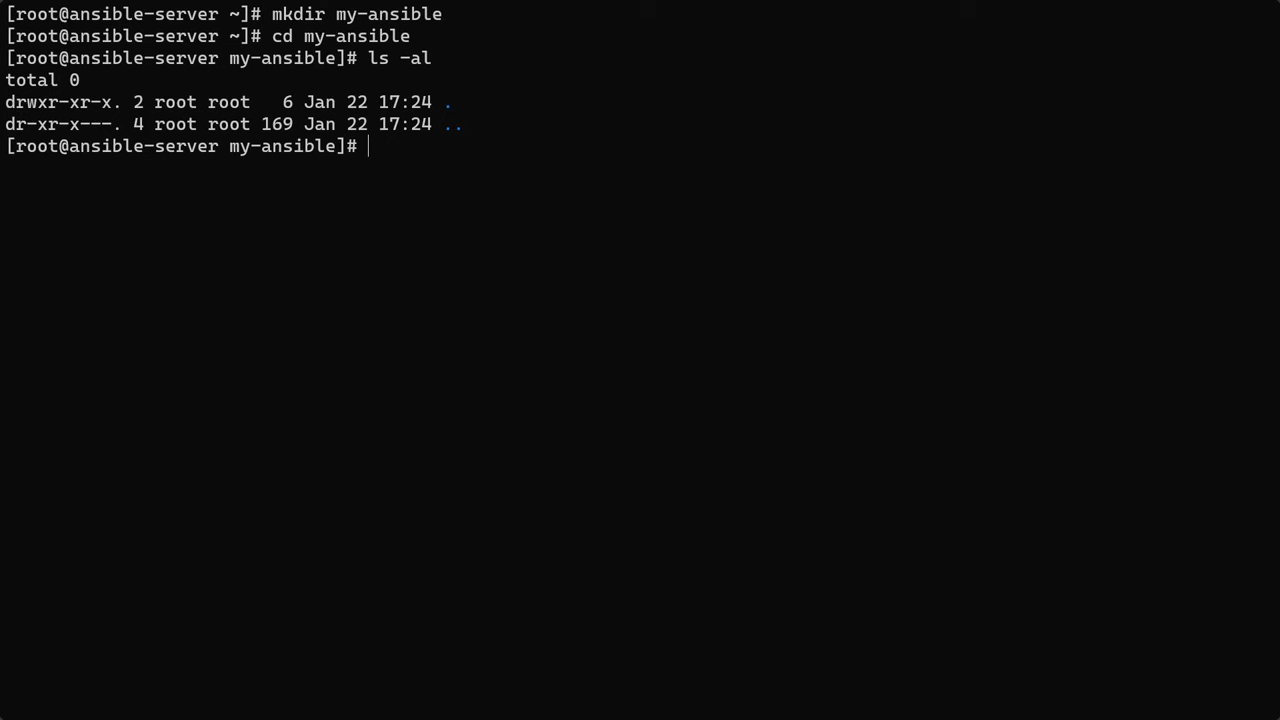 [root@ansible-server ~]# mkdir my-ansible
[root@ansible-server ~]# cd my-ansible
[root@ansible-server my-ansible]# ls -al
total 0
drwxr-xr-x. 2 root root   6 Jan 22 17:24 .
dr-xr-x---. 4 root root 169 Jan 22 17:24 ..
[root@ansible-server my-ansible]#